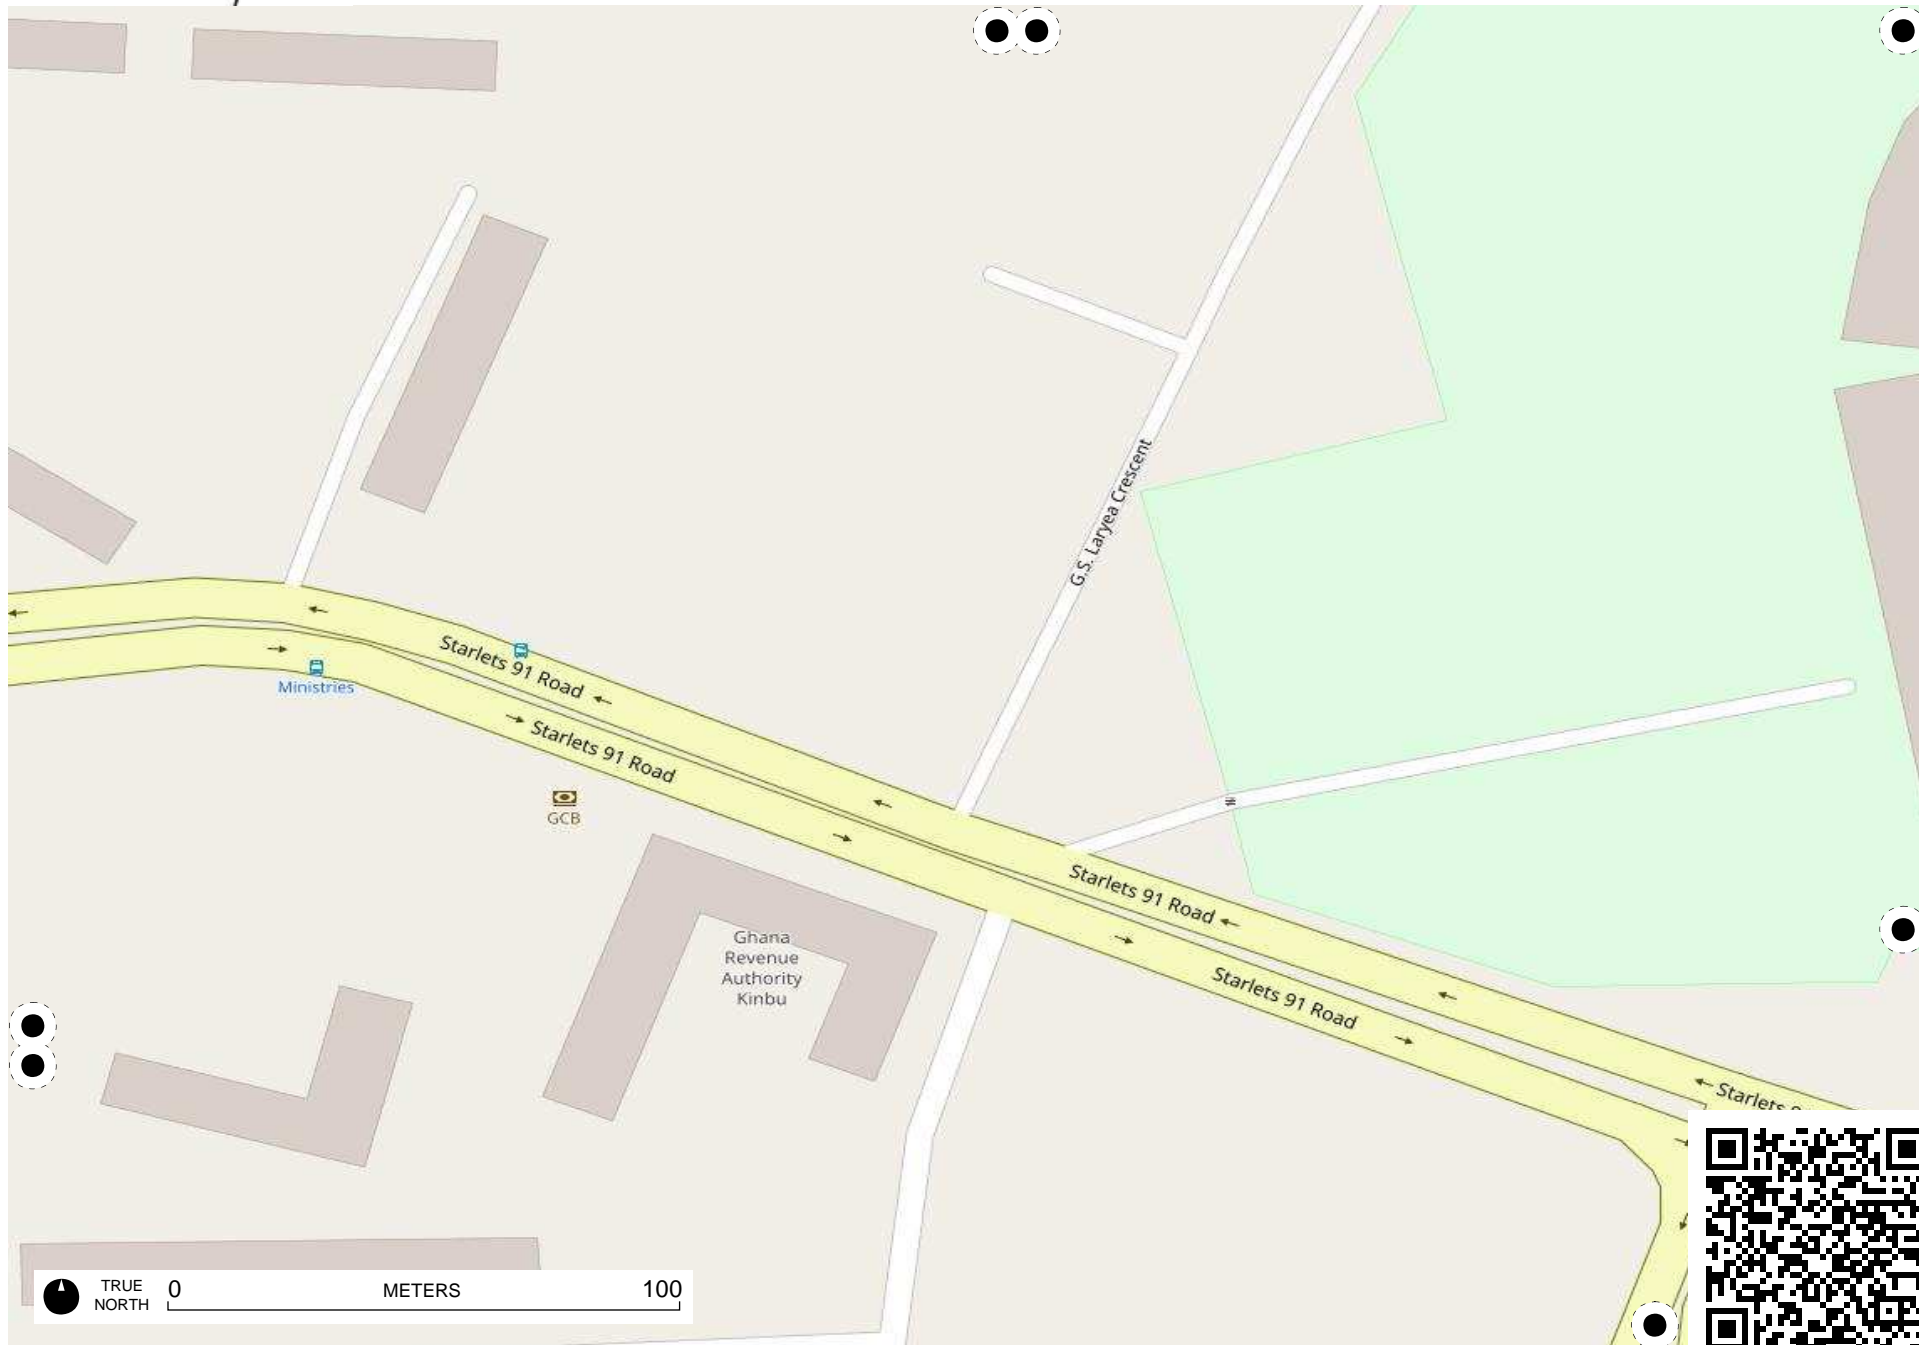 G.S. Laryea Crescent
Starlets 91 Road
Starlets 91 Road
Ministries
GCB
Starlets 91 Road
Starlets 91 Road
Ghana
Revenue
Authority
Kinbu
Starlets
TRUE
NORTH
0
METERS
100